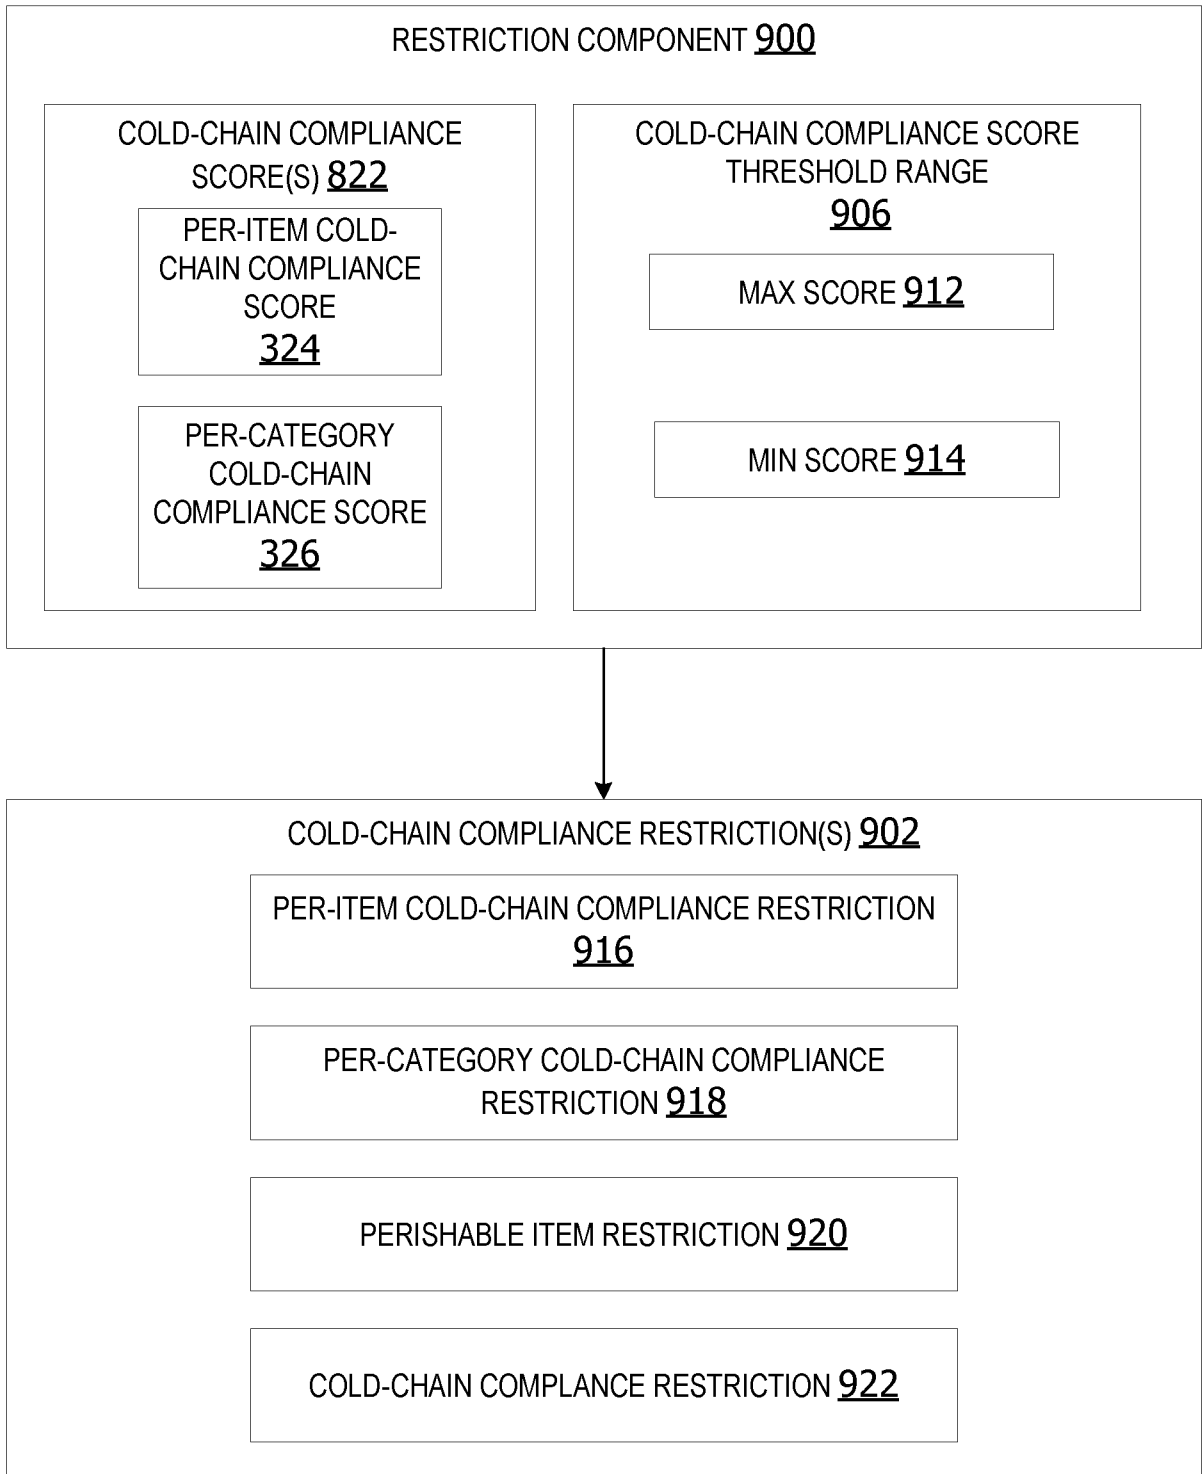 RESTRICTION COMPONENT 900
COLD-CHAIN COMPLIANCE
SCORE(S) 822
PER-ITEM COLD-
CHAIN COMPLIANCE
SCORE
324
PER-CATEGORY
COLD-CHAIN
COMPLIANCE SCORE
326
COLD-CHAIN COMPLIANCE SCORE
THRESHOLD RANGE
906
MAX SCORE 912
MIN SCORE 914
COLD-CHAIN COMPLIANCE RESTRICTION(S) 902
PER-ITEM COLD-CHAIN COMPLIANCE RESTRICTION
916
PER-CATEGORY COLD-CHAIN COMPLIANCE
RESTRICTION 918
PERISHABLE ITEM RESTRICTION 920
COLD-CHAIN COMPLANCE RESTRICTION 922